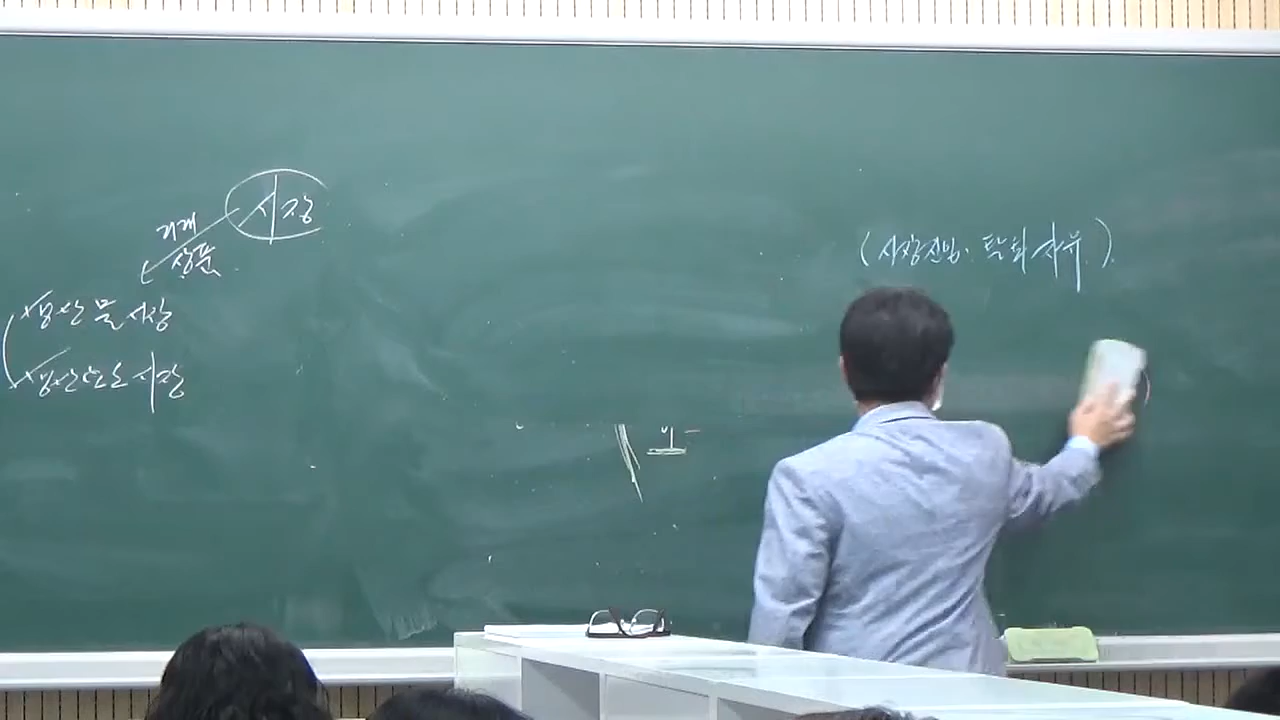 시장
거래
상품
생산물 시장
생산요소 시장
(시장진입·탈퇴 자유)